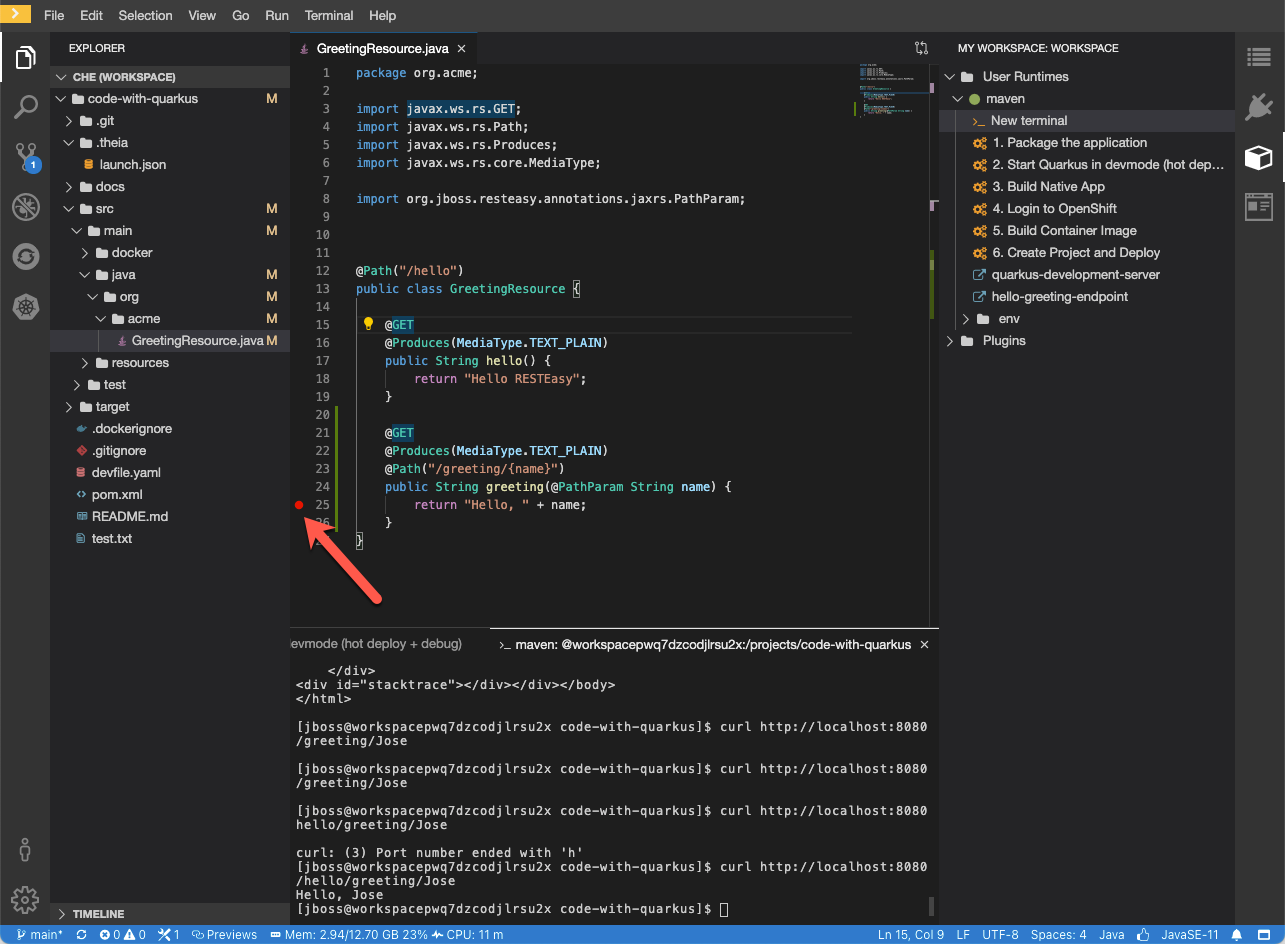 File Edit Selection View Go Run Terminal Help
EXPLORER
CHE (WORKSPACE)
code-with-quarkus M
.git
.theia
launch.json
docs
src M
main M
docker
java M
org M
acme M
GreetingResource.java M
resources
test
target
.dockerignore
.gitignore
devfile.yaml
pom.xml
README.md
test.txt
TIMELINE
1
GreetingResource.java ×
1 package org.acme;
2
3 import javax.ws.rs.GET;
4 import javax.ws.rs.Path;
5 import javax.ws.rs.Produces;
6 import javax.ws.rs.core.MediaType;
7
8 import org.jboss.resteasy.annotations.jaxrs.PathParam;
9
10
11
12 @Path("/hello")
13 public class GreetingResource {
14
15 @GET
16 @Produces(MediaType.TEXT_PLAIN)
17 public String hello() {
18 return "Hello RESTEasy";
19 }
20
21 @GET
22 @Produces(MediaType.TEXT_PLAIN)
23 @Path("/greeting/{name}")
24 public String greeting(@PathParam String name) {
25 return "Hello, " + name;
26 }
}
evmode (hot deploy + debug)
>_ maven: @workspacepwq7dzcodjlrsu2x:/projects/code-with-quarkus ×
</div>
<div id="stacktrace"></div></div></body>
</html>
[jboss@workspacepwq7dzcodjlrsu2x code-with-quarkus]$ curl http://localhost:8080
/greeting/Jose
[jboss@workspacepwq7dzcodjlrsu2x code-with-quarkus]$ curl http://localhost:8080
/greeting/Jose
[jboss@workspacepwq7dzcodjlrsu2x code-with-quarkus]$ curl http://localhost:8080
hello/greeting/Jose
curl: (3) Port number ended with 'h'
[jboss@workspacepwq7dzcodjlrsu2x code-with-quarkus]$ curl http://localhost:8080
/hello/greeting/Jose
Hello, Jose
[jboss@workspacepwq7dzcodjlrsu2x code-with-quarkus]$
MY WORKSPACE: WORKSPACE
User Runtimes
maven
>_ New terminal
1. Package the application
2. Start Quarkus in devmode (hot dep...
3. Build Native App
4. Login to OpenShift
5. Build Container Image
6. Create Project and Deploy
quarkus-development-server
hello-greeting-endpoint
env
Plugins
main* 0 0 1 Previews Mem: 2.94/12.70 GB 23% CPU: 11 m Ln 15, Col 9 LF UTF-8 Spaces: 4 Java JavaSE-11